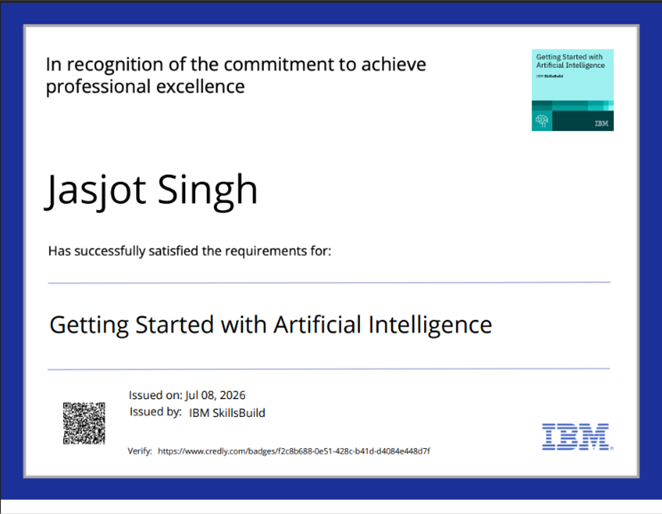 In recognition of the commitment to achieve
professional excellence
Getting Started with
Artificial Intelligence
IBM SkillsBuild
IBM
Jasjot Singh
Has successfully satisfied the requirements for:
Getting Started with Artificial Intelligence
Issued on: Jul 08, 2026
Issued by: IBM SkillsBuild
Verify: https://www.credly.com/badges/f2c8b688-0e51-428c-b41d-d4084e448d7f
IBM